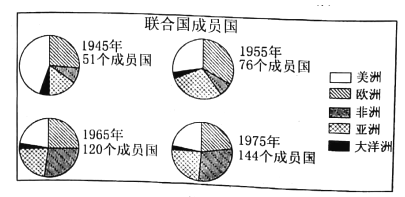 联合国成员国
1945年
51个成员国
1955年
76个成员国
1965年
120个成员国
1975年
144个成员国
美洲
欧洲
非洲
亚洲
大洋洲